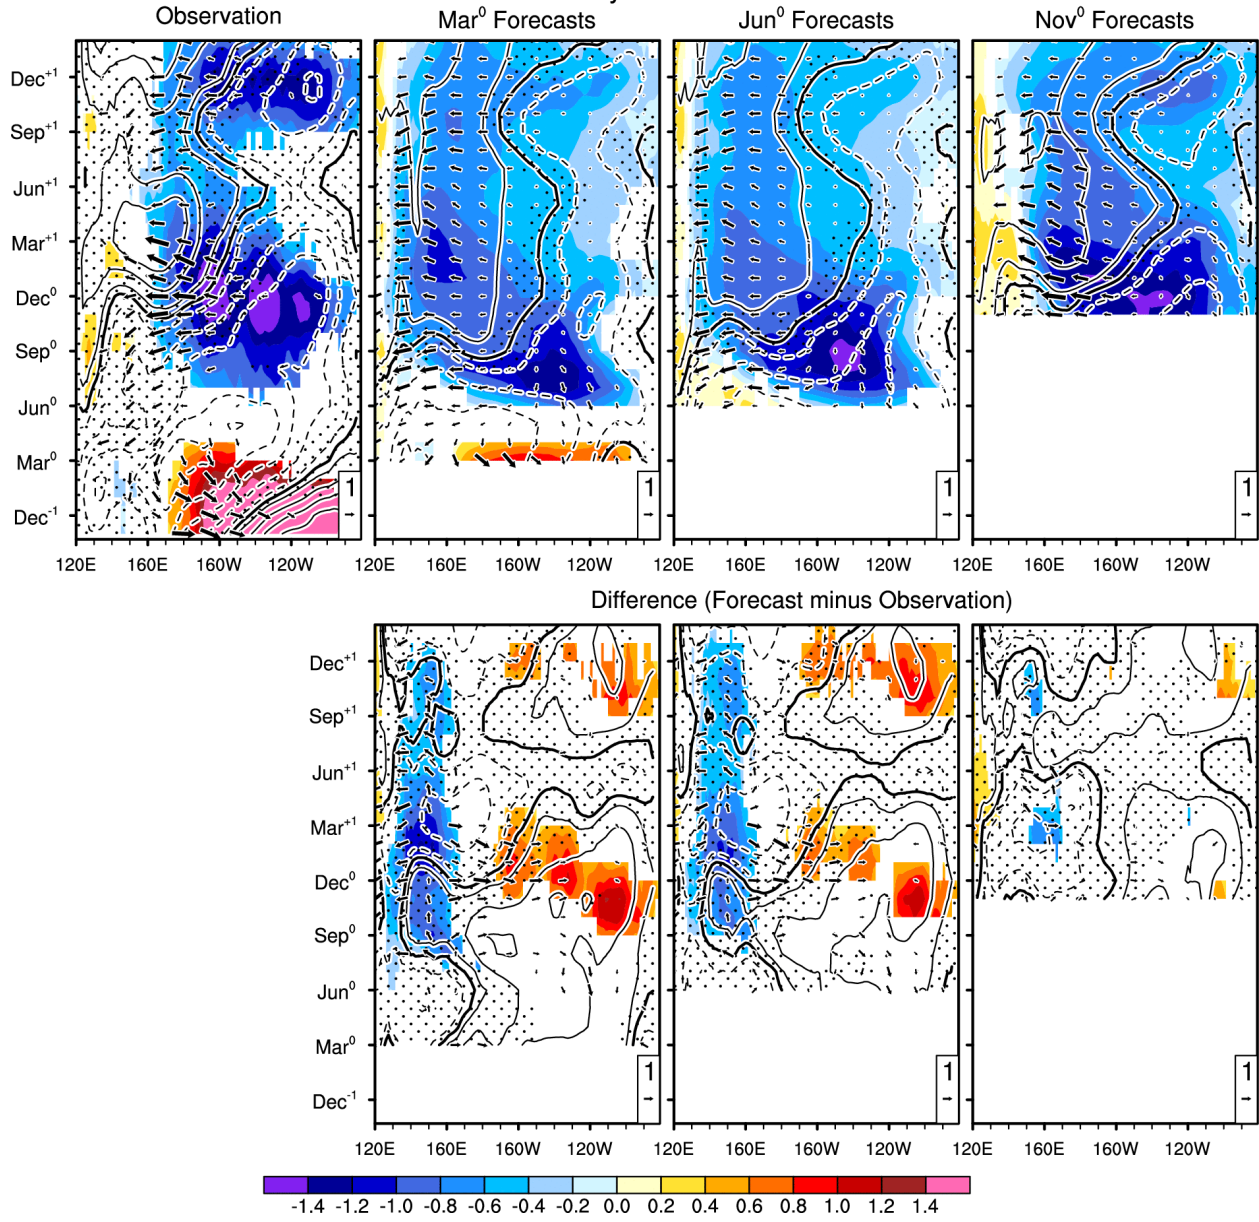 Observation
Mar⁰ Forecasts
Jun⁰ Forecasts
Nov⁰ Forecasts
Dec⁺¹
Sep⁺¹
Jun⁺¹
Mar⁺¹
Dec⁰
Sep⁰
Jun⁰
Mar⁰
Dec⁻¹
1
1
1
120E 160E 160W 120W
120E 160E 160W 120W
120E 160E 160W 120W
120E 160E 160W 120W
Difference (Forecast minus Observation)
Dec⁺¹
Sep⁺¹
Jun⁺¹
Mar⁺¹
Dec⁰
Sep⁰
Jun⁰
Mar⁰
Dec⁻¹
1
1
1
120E 160E 160W 120W
120E 160E 160W 120W
120E 160E 160W 120W
-1.4 -1.2 -1.0 -0.8 -0.6 -0.4 -0.2 0.0 0.2 0.4 0.6 0.8 1.0 1.2 1.4